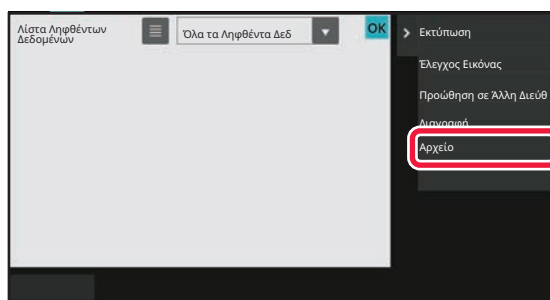 Λίστα Ληφθέντων
Δεδομένων
Όλα τα Ληφθέντα Δεδ
OK
Εκτύπωση
Έλεγχος Εικόνας
Προώθηση σε Άλλη Διεύθ
Διαγραφή
Αρχείο